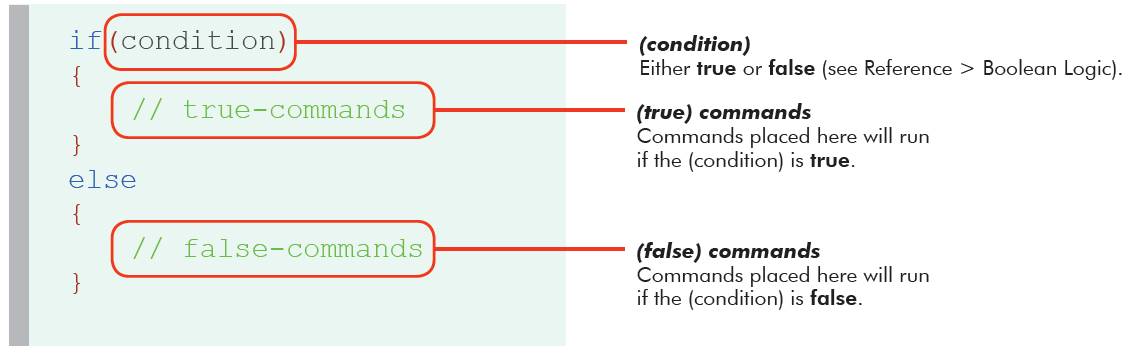 if(condition)
{
// true-commands
}
else
{
// false-commands
}
(condition)
Either true or false (see Reference > Boolean Logic).
(true) commands
Commands placed here will run
if the (condition) is true.
(false) commands
Commands placed here will run
if the (condition) is false.